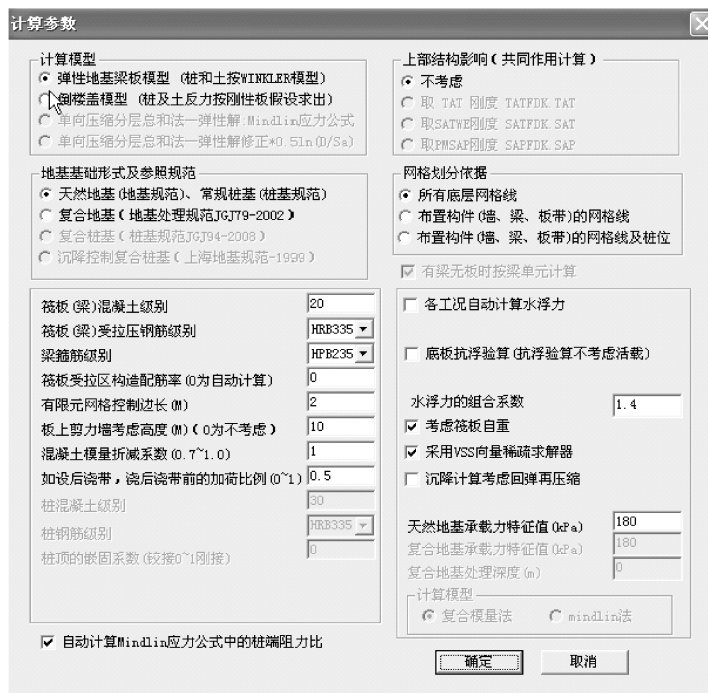 计算参数
计算模型
弹性地基梁板模型 (桩和土按WINKLER模型)
倒楼盖模型 (桩及土反力按刚性板假设求出)
单向压缩分层总和法—弹性解:Mindlin应力公式
单向压缩分层总和法—弹性解修正*0.5ln(D/Sa)
地基基础形式及参照规范
天然地基(地基规范)、常规桩基(桩基规范)
复合地基(地基处理规范JGJ79-2002)
复合桩基(桩基规范JGJ94-2008)
沉降控制复合桩基(上海地基规范-1999)
筏板(梁)混凝土级别 20
筏板(梁)受拉压钢筋级别 HRB335
梁箍筋级别 HPB235
筏板受拉区构造配筋率(0为自动计算) 0
有限元网格控制边长(M) 2
板上剪力墙考虑高度(M)(0为不考虑) 10
混凝土模量折减系数(0.7~1.0) 1
如设后浇带,浇后浇带前的加荷比例(0~1) 0.5
桩混凝土级别 30
桩钢筋级别 HRB335
桩顶的嵌固系数(铰接0~1刚接) 0
自动计算Mindlin应力公式中的桩端阻力比
上部结构影响(共同作用计算)
不考虑
取 TAT 刚度 TATFDK.TAT
取SATWE刚度 SATFDK.SAT
取PMSAP刚度 SAPFDK.SAP
网格划分依据
所有底层网格线
布置构件(墙、梁、板带)的网格线
布置构件(墙、梁、板带)的网格线及桩位
有梁无板时按梁单元计算
各工况自动计算水浮力
底板抗浮验算(抗浮验算不考虑活载)
水浮力的组合系数 1.4
考虑筏板自重
采用VSS向量稀疏求解器
沉降计算考虑回弹再压缩
天然地基承载力特征值(kPa) 180
复合地基承载力特征值(kPa) 180
复合地基处理深度(m) 0
计算模型
复合模量法 mindlin法
确定 取消